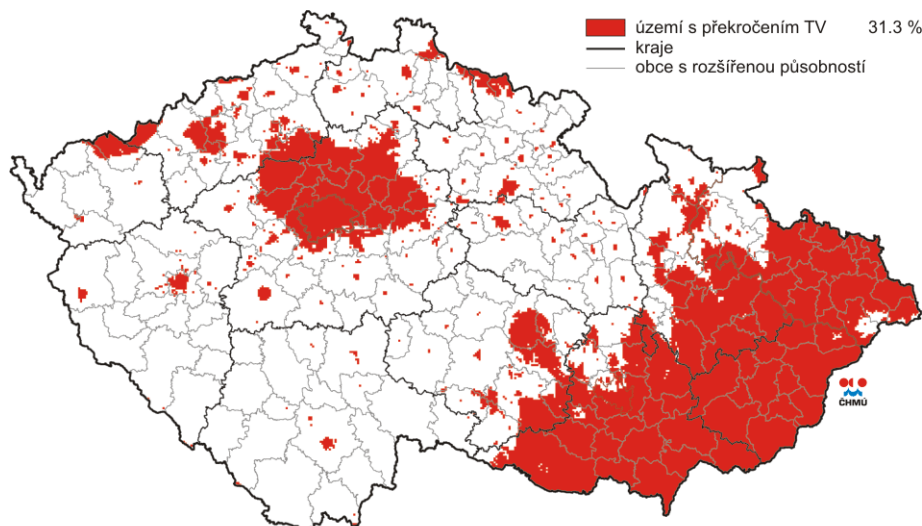 území s překročením TV 31.3 %
kraje
obce s rozšířenou působností
ČHMÚ